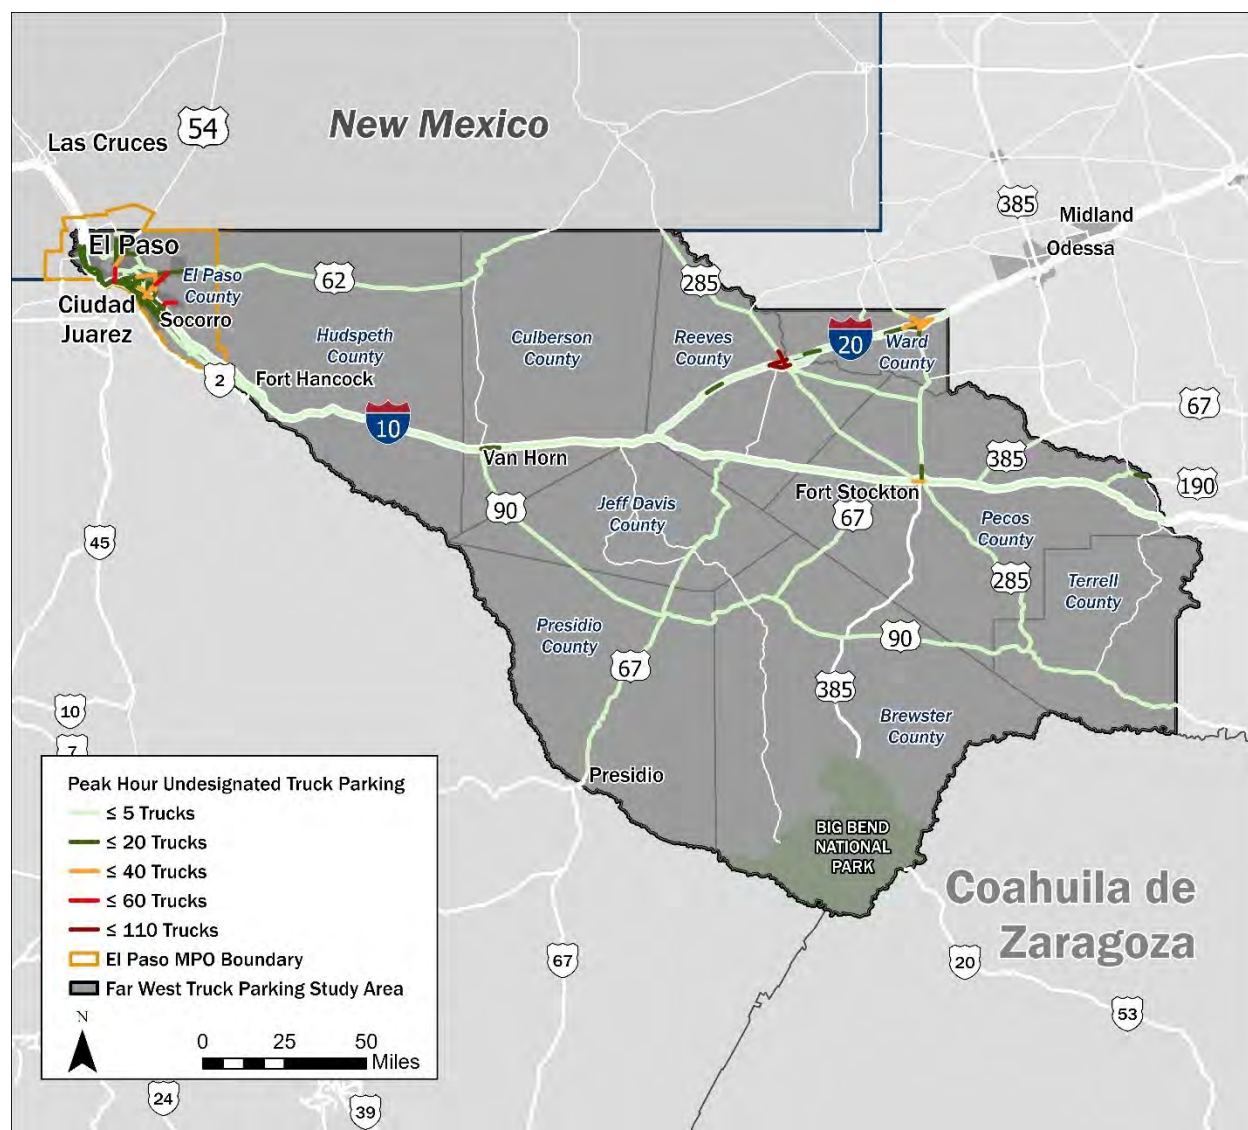 54
New Mexico
Las Cruces
385
Midland
Odessa
El Paso
El Paso
County
62
285
Ciudad
Juarez
Socorro
Hudspeth
County
Culberson
County
Reeves
County
20
Ward
County
2
Fort Hancock
10
67
Van Horn
385
190
Fort Stockton
90
Jeff Davis
County
67
Pecos
County
45
285
Terrell
County
Presidio
County
90
67
385
10
Brewster
County
7
Presidio
Peak Hour Undesignated Truck Parking
≤ 5 Trucks
≤ 20 Trucks
≤ 40 Trucks
≤ 60 Trucks
≤ 110 Trucks
El Paso MPO Boundary
Far West Truck Parking Study Area
N
0 25 50
Miles
BIG BEND
NATIONAL
PARK
Coahuila de
Zaragoza
67
20
53
24
39